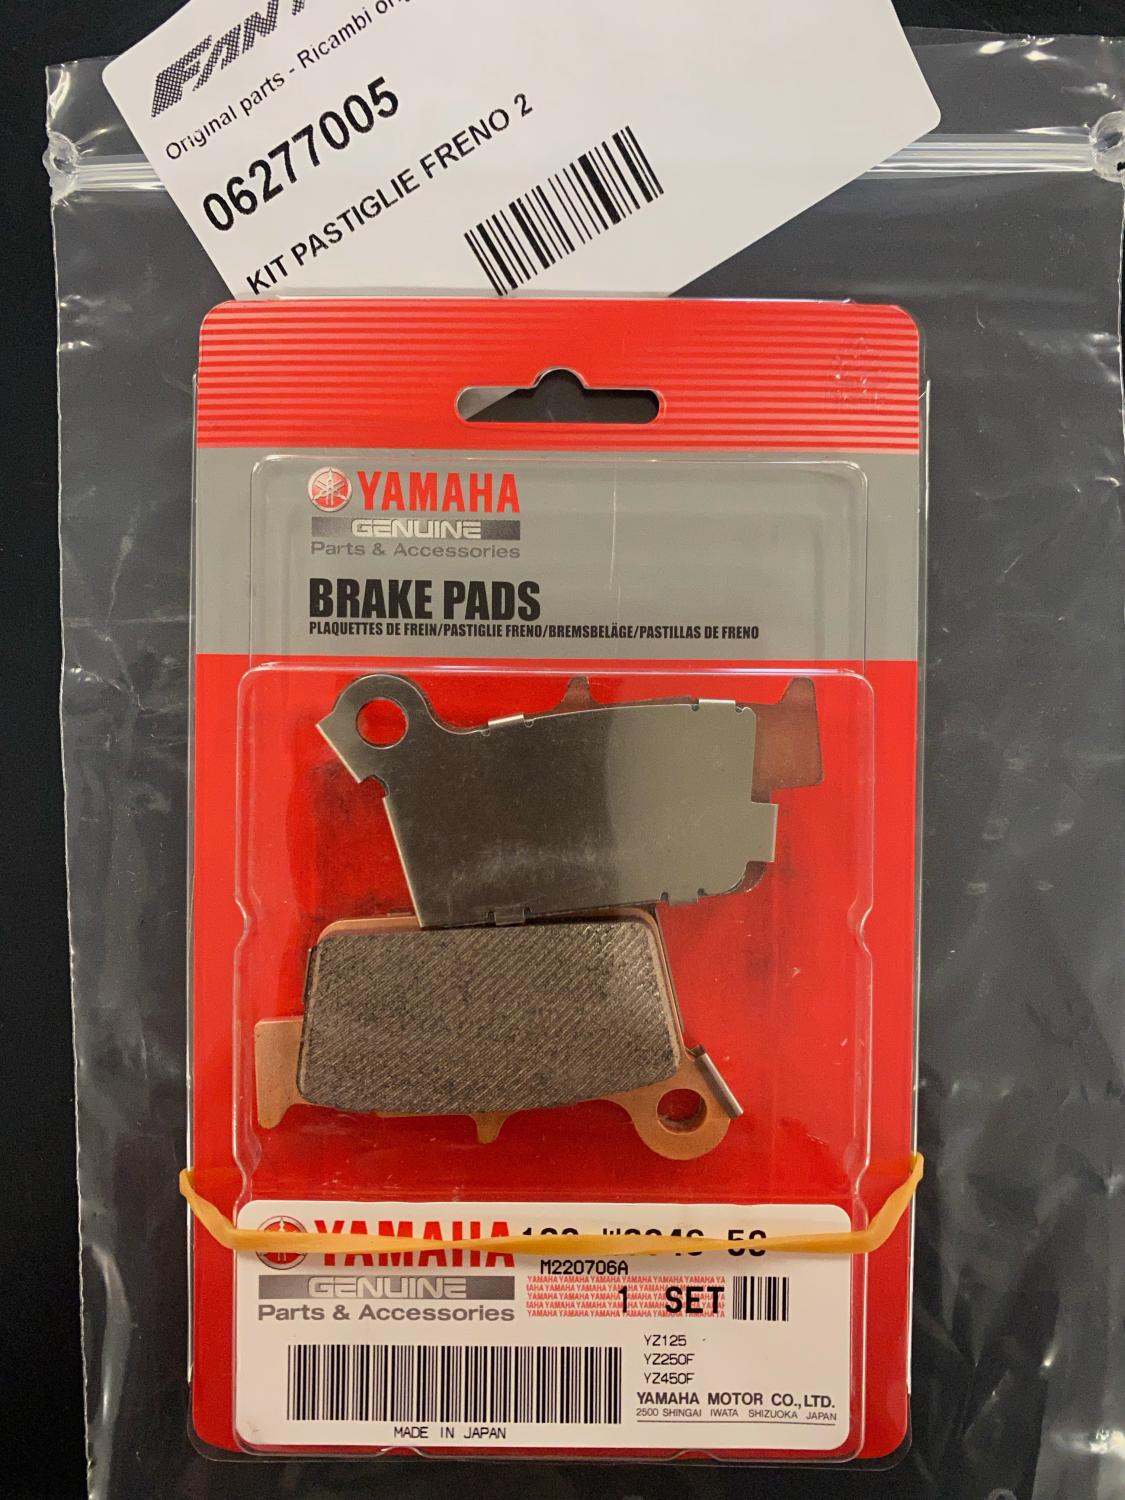 Original parts - Ricambi
06277005
KIT PASTIGLIE FRENO 2
YAMAHA
GENUINE
Parts & Accessories
BRAKE PADS
PLAQUETTES DE FREIN/PASTIGLIE FRENO/BREMSBELÄGE/PASTILLAS DE FRENO
YAMAHA
M220706A
GENUINE
Parts & Accessories
1 SET
YZ125
YZ250F
YZ450F
YAMAHA MOTOR CO.,LTD.
2500 SHINGAI IWATA SHIZUOKA JAPAN
MADE IN JAPAN